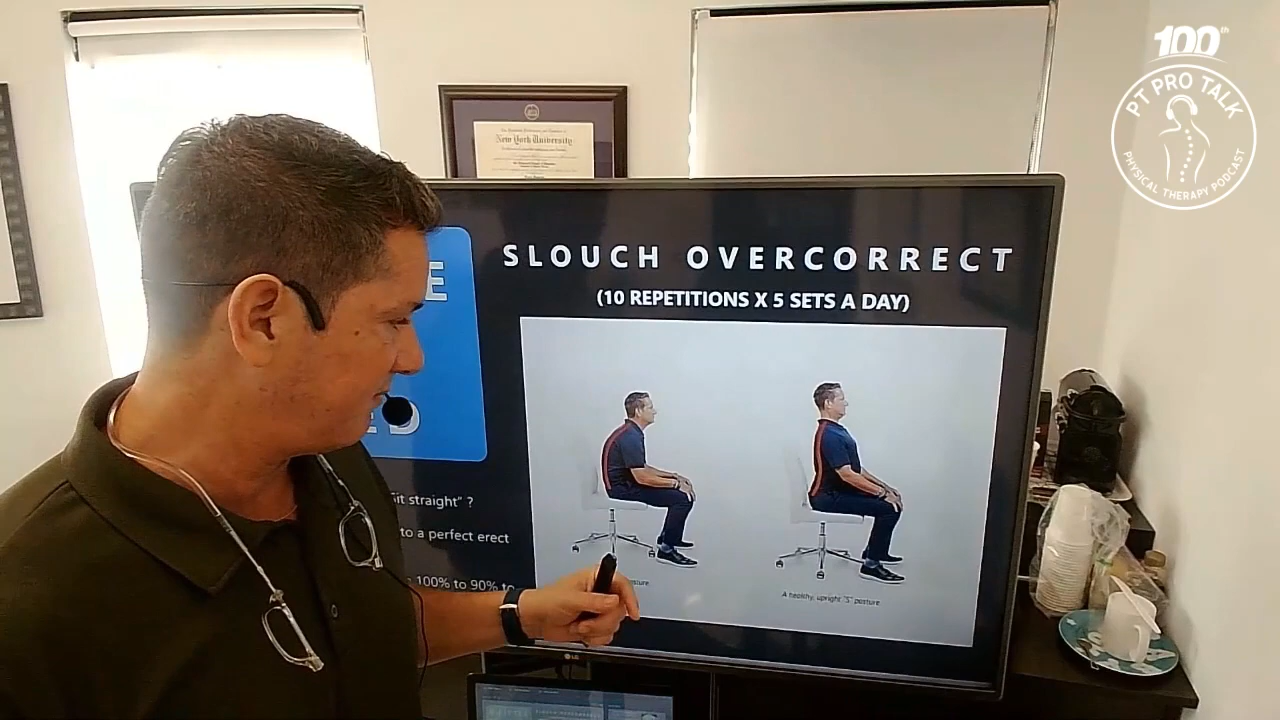 100th
PT PRO TALK
PHYSICAL THERAPY PODCAST
New York University
E
D
SLOUCH OVERCORRECT
(10 REPETITIONS X 5 SETS A DAY)
Sit straight" ?
to a perfect erect
100% to 90% to
posture
A healthy, upright "S" posture
LG